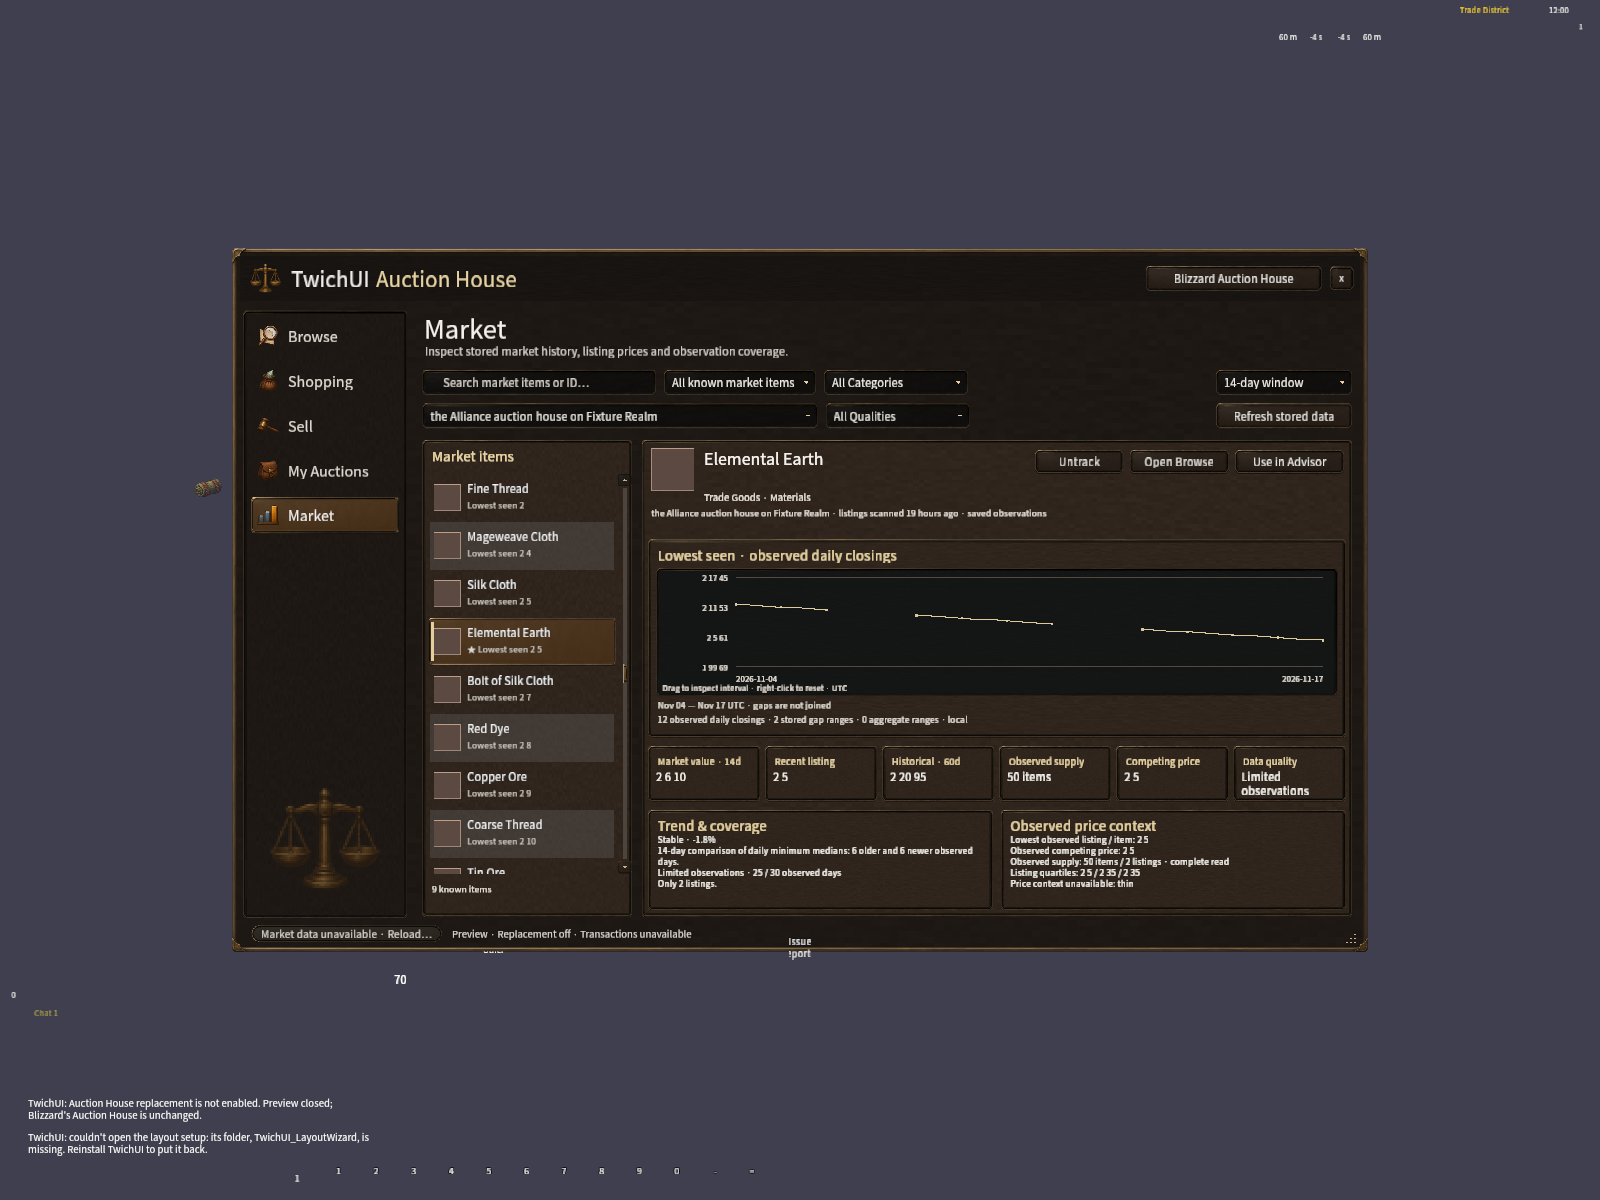 Trade District
12:00
1
60 m -4 s -4 s 60 m
TwichUI Auction House
Blizzard Auction House
x
Browse
Shopping
Sell
My Auctions
Market
Market
Inspect stored market history, listing prices and observation coverage.
Search market items or ID...
All known market items
All Categories
14-day window
the Alliance auction house on Fixture Realm
All Qualities
Refresh stored data
Market items
Fine Thread
Lowest seen 2
Mageweave Cloth
Lowest seen 2 4
Silk Cloth
Lowest seen 2 5
Elemental Earth
★ Lowest seen 2 5
Bolt of Silk Cloth
Lowest seen 2 7
Red Dye
Lowest seen 2 8
Copper Ore
Lowest seen 2 9
Coarse Thread
Lowest seen 2 10
Tin Ore
9 known items
Elemental Earth
Untrack
Open Browse
Use in Advisor
Trade Goods · Materials
the Alliance auction house on Fixture Realm · listings scanned 19 hours ago · saved observations
Lowest seen · observed daily closings
2 17 45
2 11 53
2 5 61
1 99 69
2026-11-04
2026-11-17
Drag to inspect interval · right-click to reset · UTC
Nov 04 — Nov 17 UTC · gaps are not joined
12 observed daily closings · 2 stored gap ranges · 0 aggregate ranges · local
Market value · 14d
2 6 10
Recent listing
2 5
Historical · 60d
2 20 95
Observed supply
50 items
Competing price
2 5
Data quality
Limited
observations
Trend & coverage
Stable · -1.8%
14-day comparison of daily minimum medians: 6 older and 6 newer observed
days.
Limited observations · 25 / 30 observed days
Only 2 listings.
Observed price context
Lowest observed listing / item: 2 5
Observed competing price: 2 5
Observed supply: 50 items / 2 listings · complete read
Listing quartiles: 2 5 / 2 35 / 2 35
Price context unavailable: thin
Market data unavailable · Reload...
Preview · Replacement off · Transactions unavailable
70
0
Chat 1
TwichUI: Auction House replacement is not enabled. Preview closed;
Blizzard's Auction House is unchanged.
TwichUI: couldn't open the layout setup: its folder, TwichUI_LayoutWizard, is
missing. Reinstall TwichUI to put it back.
1
1 2 3 4 5 6 7 8 9 0 - =